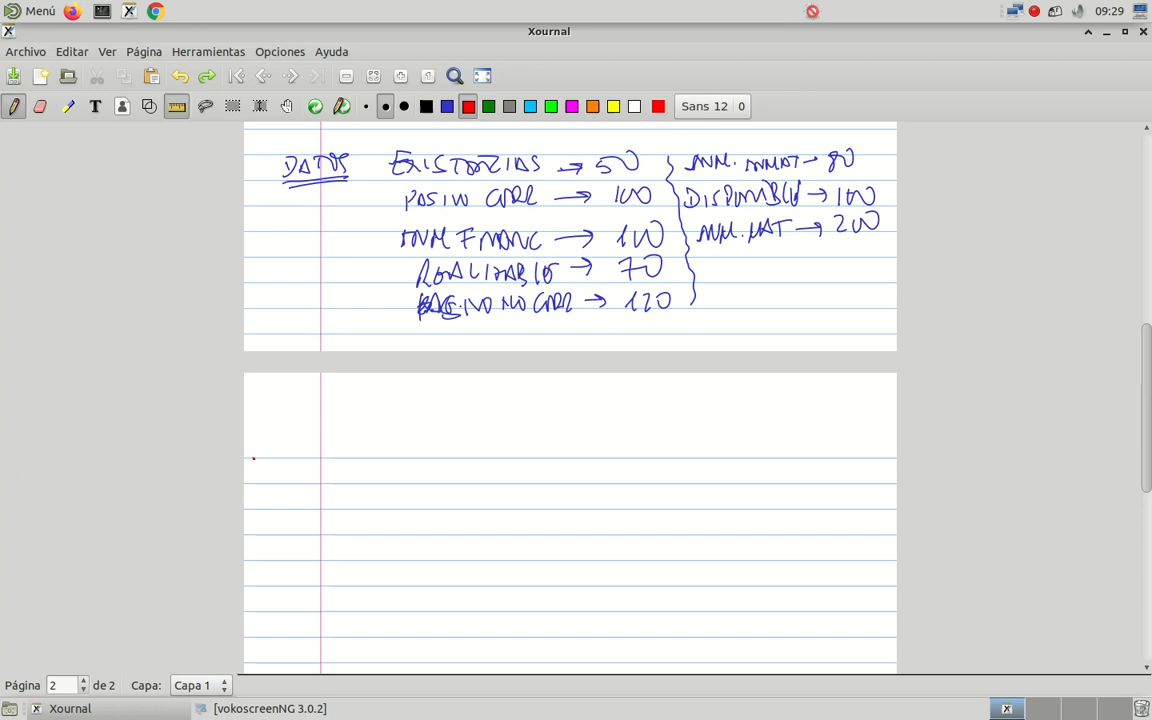 Menú 09:29
Xournal
Archivo Editar Ver Página Herramientas Opciones Ayuda
Sans 12 0
DATOS EXISTENZIAS → 50
PASIVO CORR → 100
INM FINANC → 100
REALIZABLE → 70
PASIVO NO CORR → 120
INM. INMAT → 80
DISPONIBLE → 100
INM. MAT → 200
Página 2 de 2 Capa: Capa 1
Xournal [vokoscreenNG 3.0.2]